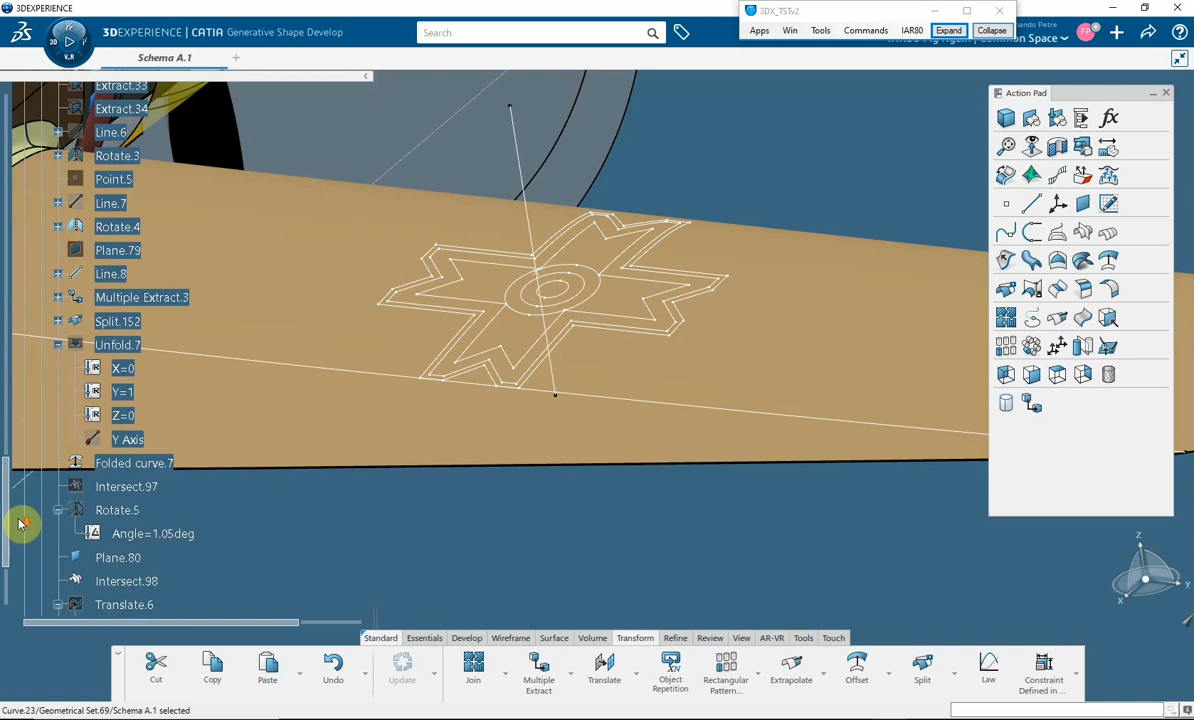 3DEXPERIENCE
3DX_TSTv2
3DEXPERIENCE | CATIA Generative Shape Develop
Search
Apps Win Tools Commands IAR80 Expand Collapse
Common Space
3D
V.R
Schema A.1
Action Pad
Extract.33
Extract.34
Line.6
Rotate.3
Point.5
Line.7
Rotate.4
Plane.79
Line.8
Multiple Extract.3
Split.152
Unfold.7
X=0
Y=1
Z=0
Y Axis
Folded curve.7
Intersect.97
Rotate.5
Angle=1.05deg
Plane.80
Intersect.98
Translate.6
Z
X
Y
Standard Essentials Develop Wireframe Surface Volume Transform Refine Review View AR-VR Tools Touch
Cut Copy Paste Undo Update Join Multiple Extract Translate Object Repetition Rectangular Pattern... Extrapolate Offset Split Law Constraint Defined in ...
Curve.23/Geometrical Set.69/Schema A.1 selected